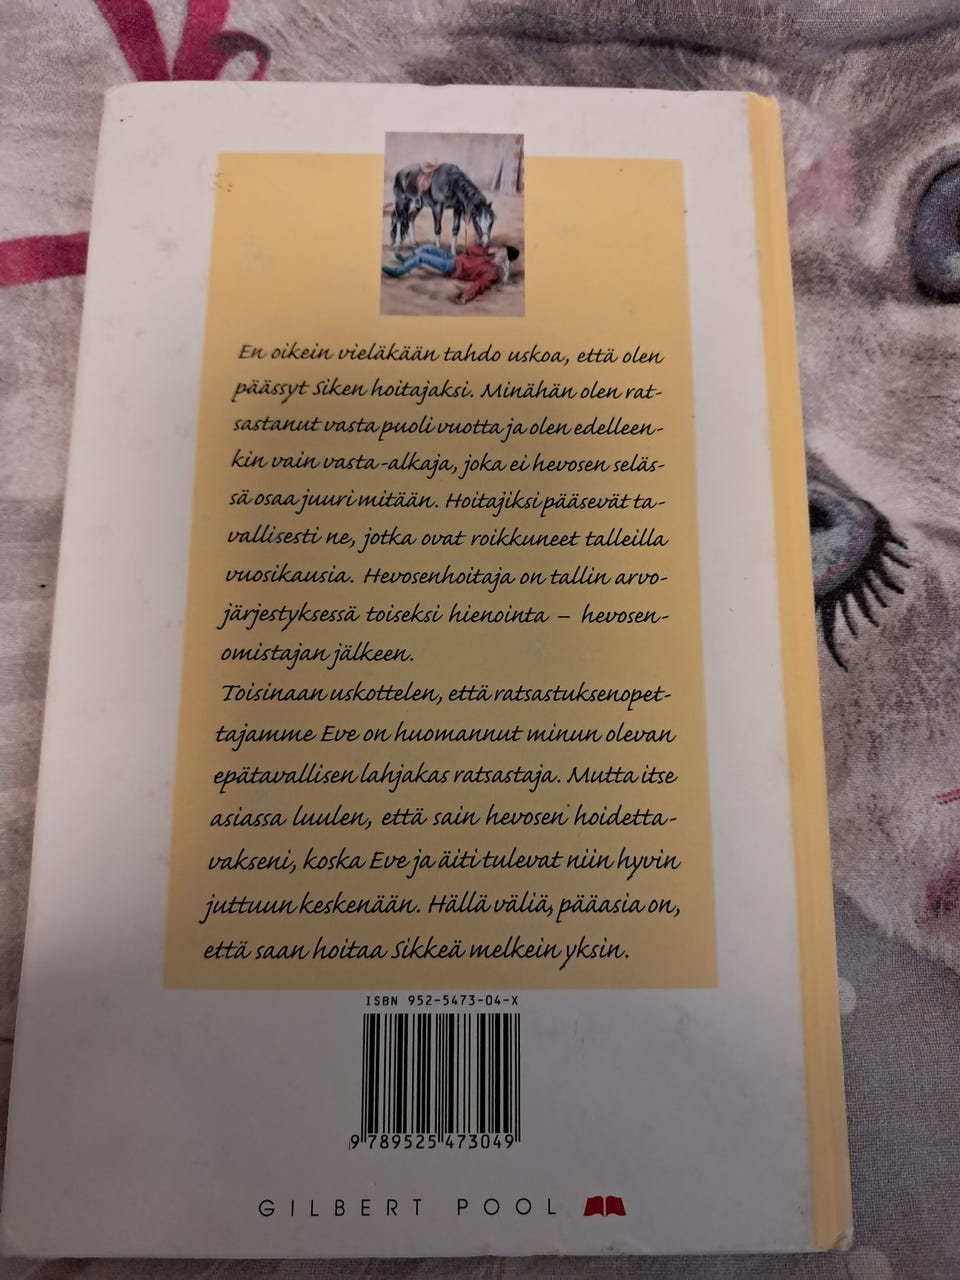 En oikein vieläkään tahdo uskoa, että olen
päässyt Siken hoitajaksi. Minähän olen rat-
sastanut vasta puoli vuotta ja olen edelleen-
kin vain vasta-alkaja, joka ei hevosen seläs-
sä osaa juuri mitään. Hoitajiksi pääsevät ta-
vallisesti ne, jotka ovat roikkuneet talleilla
vuosikausia. Hevosenhoitaja on tallin arvo-
järjestyksessä toiseksi hienointa – hevosen-
omistajan jälkeen.
Toisinaan uskottelen, että ratsastuksenopet-
tajamme Eve on huomannut minun olevan
epätavallisen lahjakas ratsastaja. Mutta itse
asiassa luulen, että sain hevosen hoidetta-
vakseni, koska Eve ja äiti tulevat niin hyvin
juttuun keskenään. Hällä väliä, pääasia on,
että saan hoitaa Sikkeä melkein yksin.
ISBN 952-5473-04-X
9 789525 473049
GILBERT POOL